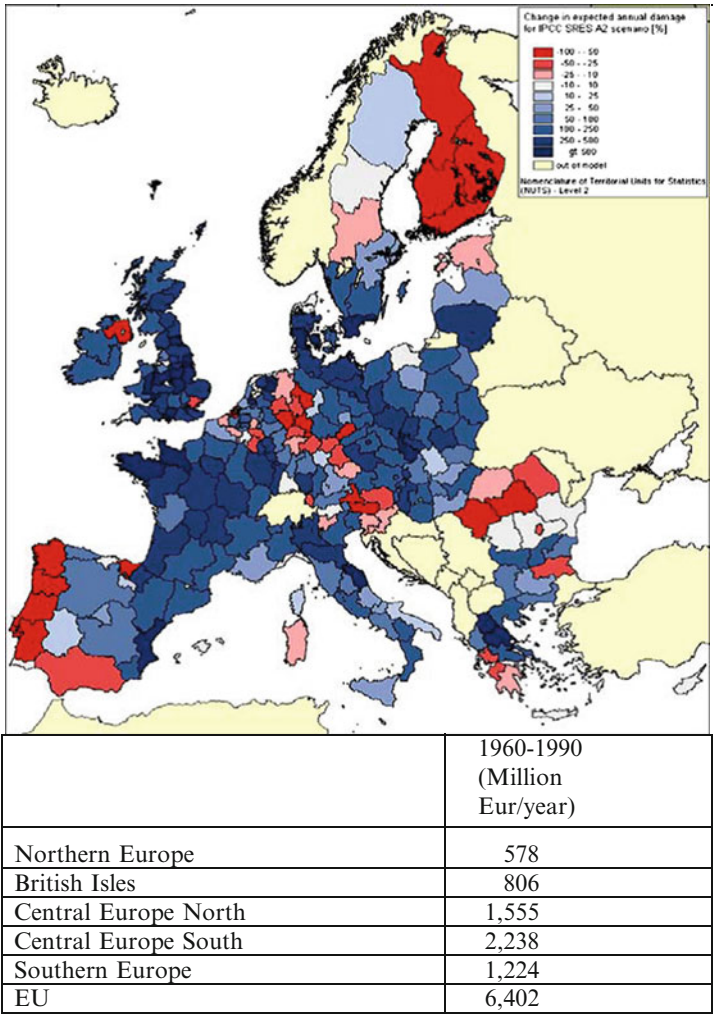 Change in expected annual damage
for IPCC SRES A2 scenario [%]
-100 - -50
-50 - -25
-25 - -10
-10 - 10
10 - 25
25 - 50
50 - 100
100 - 250
250 - 500
gt 500
out of model
Nomenclature of Territorial Units for Statistics
(NUTS) - Level 2
1960-1990
(Million
Eur/year)
Northern Europe 578
British Isles 806
Central Europe North 1,555
Central Europe South 2,238
Southern Europe 1,224
EU 6,402